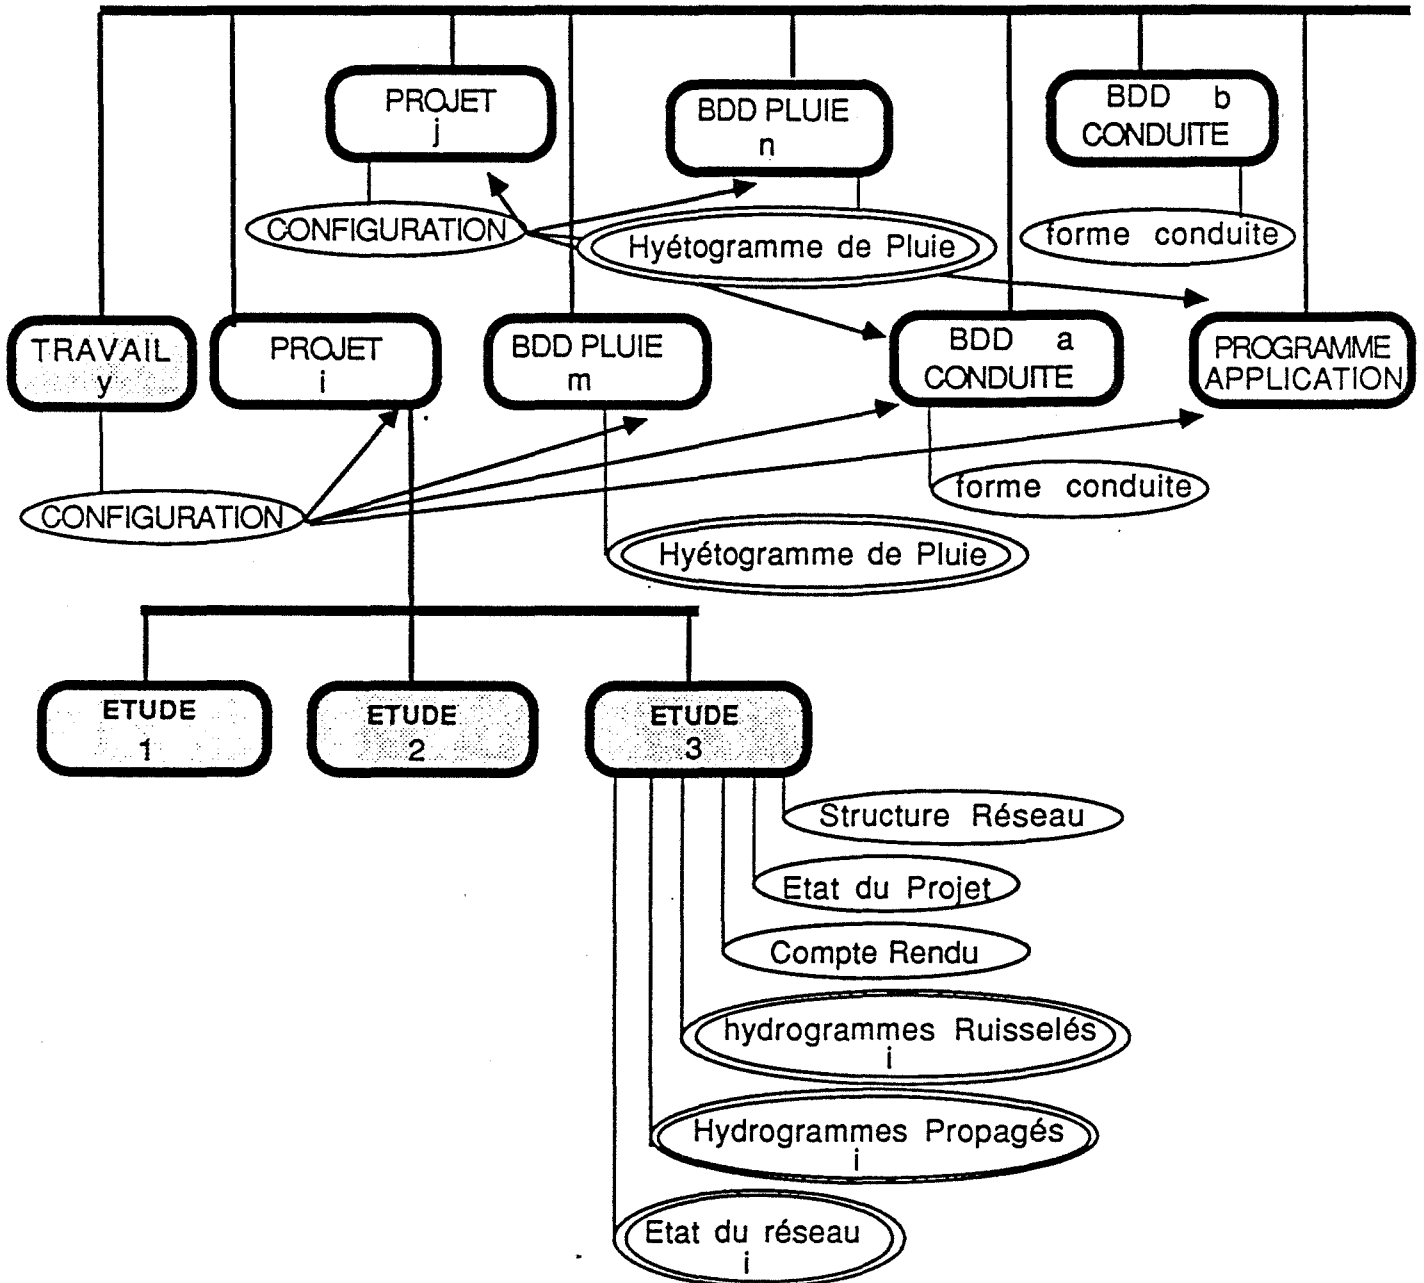 PROJET
j
BDD PLUIE
n
BDD b
CONDUITE
CONFIGURATION
Hyétogramme de Pluie
forme conduite
TRAVAIL
y
PROJET
i
BDD PLUIE
m
BDD a
CONDUITE
PROGRAMME
APPLICATION
CONFIGURATION
forme conduite
Hyétogramme de Pluie
ETUDE
1
ETUDE
2
ETUDE
3
Structure Réseau
Etat du Projet
Compte Rendu
hydrogrammes Ruisselés
i
Hydrogrammes Propagés
i
Etat du réseau
i